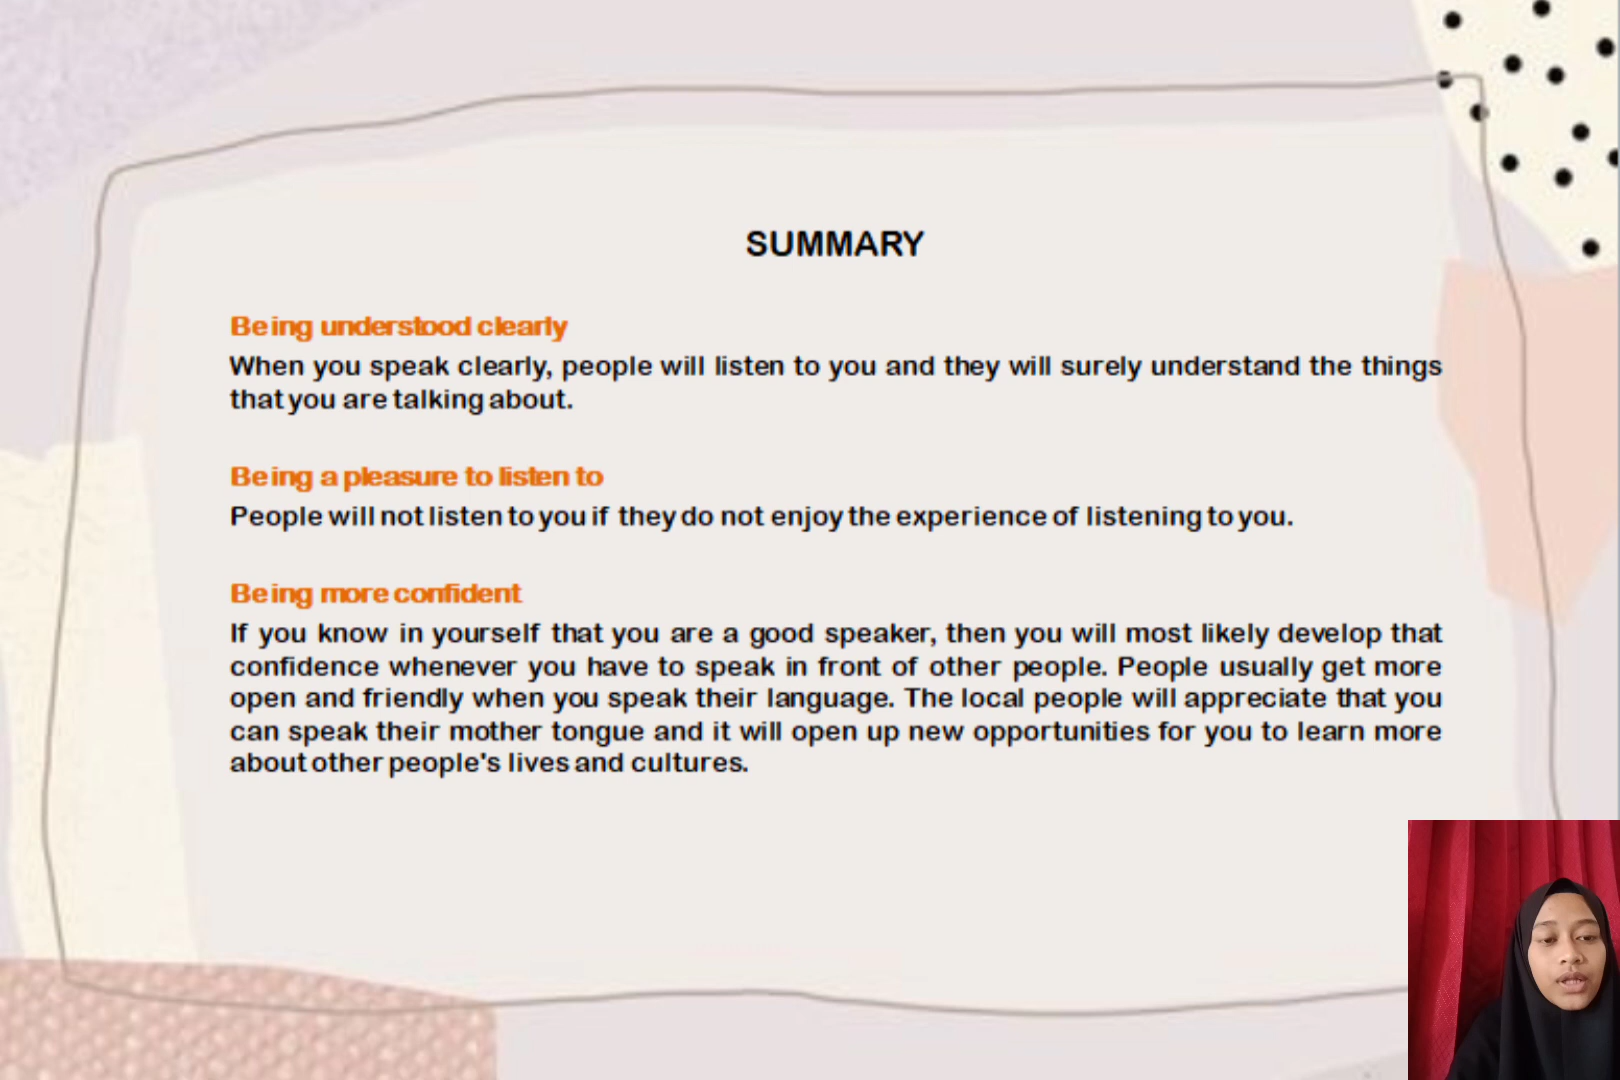 SUMMARY
Being understood clearly
When you speak clearly, people will listen to you and they will surely understand the things
that you are talking about.
Being a pleasure to listen to
People will not listen to you if they do not enjoy the experience of listening to you.
Being more confident
If you know in yourself that you are a good speaker, then you will most likely develop that
confidence whenever you have to speak in front of other people. People usually get more
open and friendly when you speak their language. The local people will appreciate that you
can speak their mother tongue and it will open up new opportunities for you to learn more
about other people's lives and cultures.